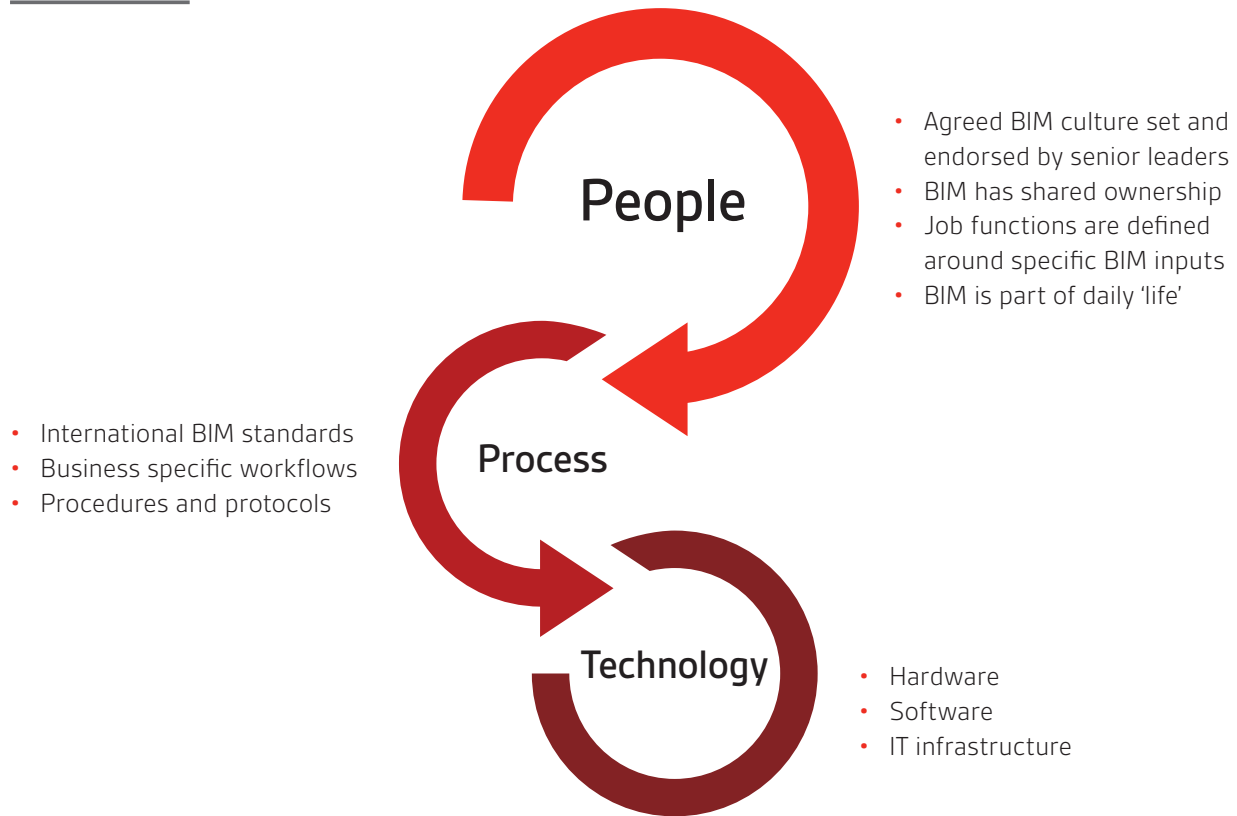 People
• Agreed BIM culture set and
endorsed by senior leaders
• BIM has shared ownership
• Job functions are defined
around specific BIM inputs
• BIM is part of daily ‘life’
Process
• International BIM standards
• Business specific workflows
• Procedures and protocols
Technology
• Hardware
• Software
• IT infrastructure